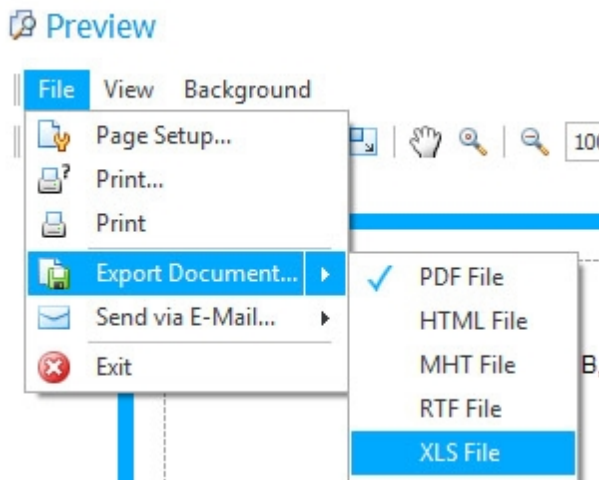 Preview
File View Background
Page Setup...
Print...
Print
Export Document...
Send via E-Mail...
Exit
PDF File
HTML File
MHT File
RTF File
XLS File